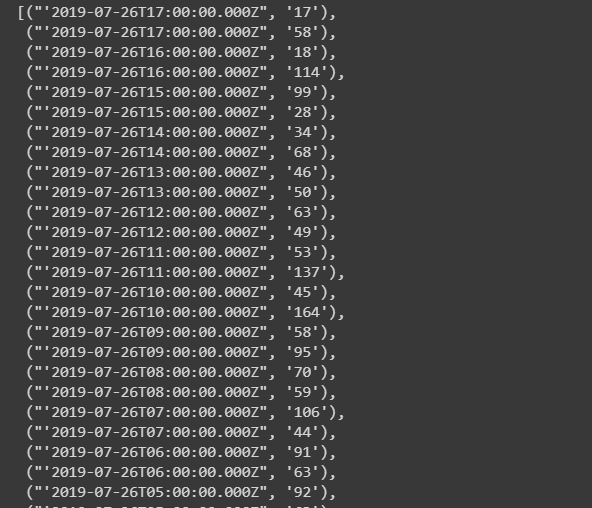 [("'2019-07-26T17:00:00.000Z", '17'),
("'2019-07-26T17:00:00.000Z", '58'),
("'2019-07-26T16:00:00.000Z", '18'),
("'2019-07-26T16:00:00.000Z", '114'),
("'2019-07-26T15:00:00.000Z", '99'),
("'2019-07-26T15:00:00.000Z", '28'),
("'2019-07-26T14:00:00.000Z", '34'),
("'2019-07-26T14:00:00.000Z", '68'),
("'2019-07-26T13:00:00.000Z", '46'),
("'2019-07-26T13:00:00.000Z", '50'),
("'2019-07-26T12:00:00.000Z", '63'),
("'2019-07-26T12:00:00.000Z", '49'),
("'2019-07-26T11:00:00.000Z", '53'),
("'2019-07-26T11:00:00.000Z", '137'),
("'2019-07-26T10:00:00.000Z", '45'),
("'2019-07-26T10:00:00.000Z", '164'),
("'2019-07-26T09:00:00.000Z", '58'),
("'2019-07-26T09:00:00.000Z", '95'),
("'2019-07-26T08:00:00.000Z", '70'),
("'2019-07-26T08:00:00.000Z", '59'),
("'2019-07-26T07:00:00.000Z", '106'),
("'2019-07-26T07:00:00.000Z", '44'),
("'2019-07-26T06:00:00.000Z", '91'),
("'2019-07-26T06:00:00.000Z", '63'),
("'2019-07-26T05:00:00.000Z", '92'),